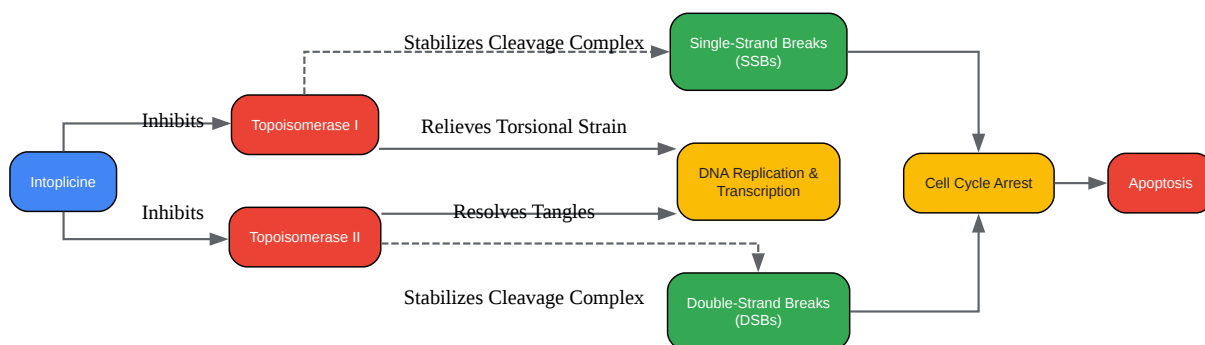 Stabilizes Cleavage Complex
Single-Strand Breaks
(SSBs)
Inhibits
Topoisomerase I
Relieves Torsional Strain
Intoplicine
DNA Replication &
Transcription
Cell Cycle Arrest
Apoptosis
Inhibits
Topoisomerase II
Resolves Tangles
Stabilizes Cleavage Complex
Double-Strand Breaks
(DSBs)